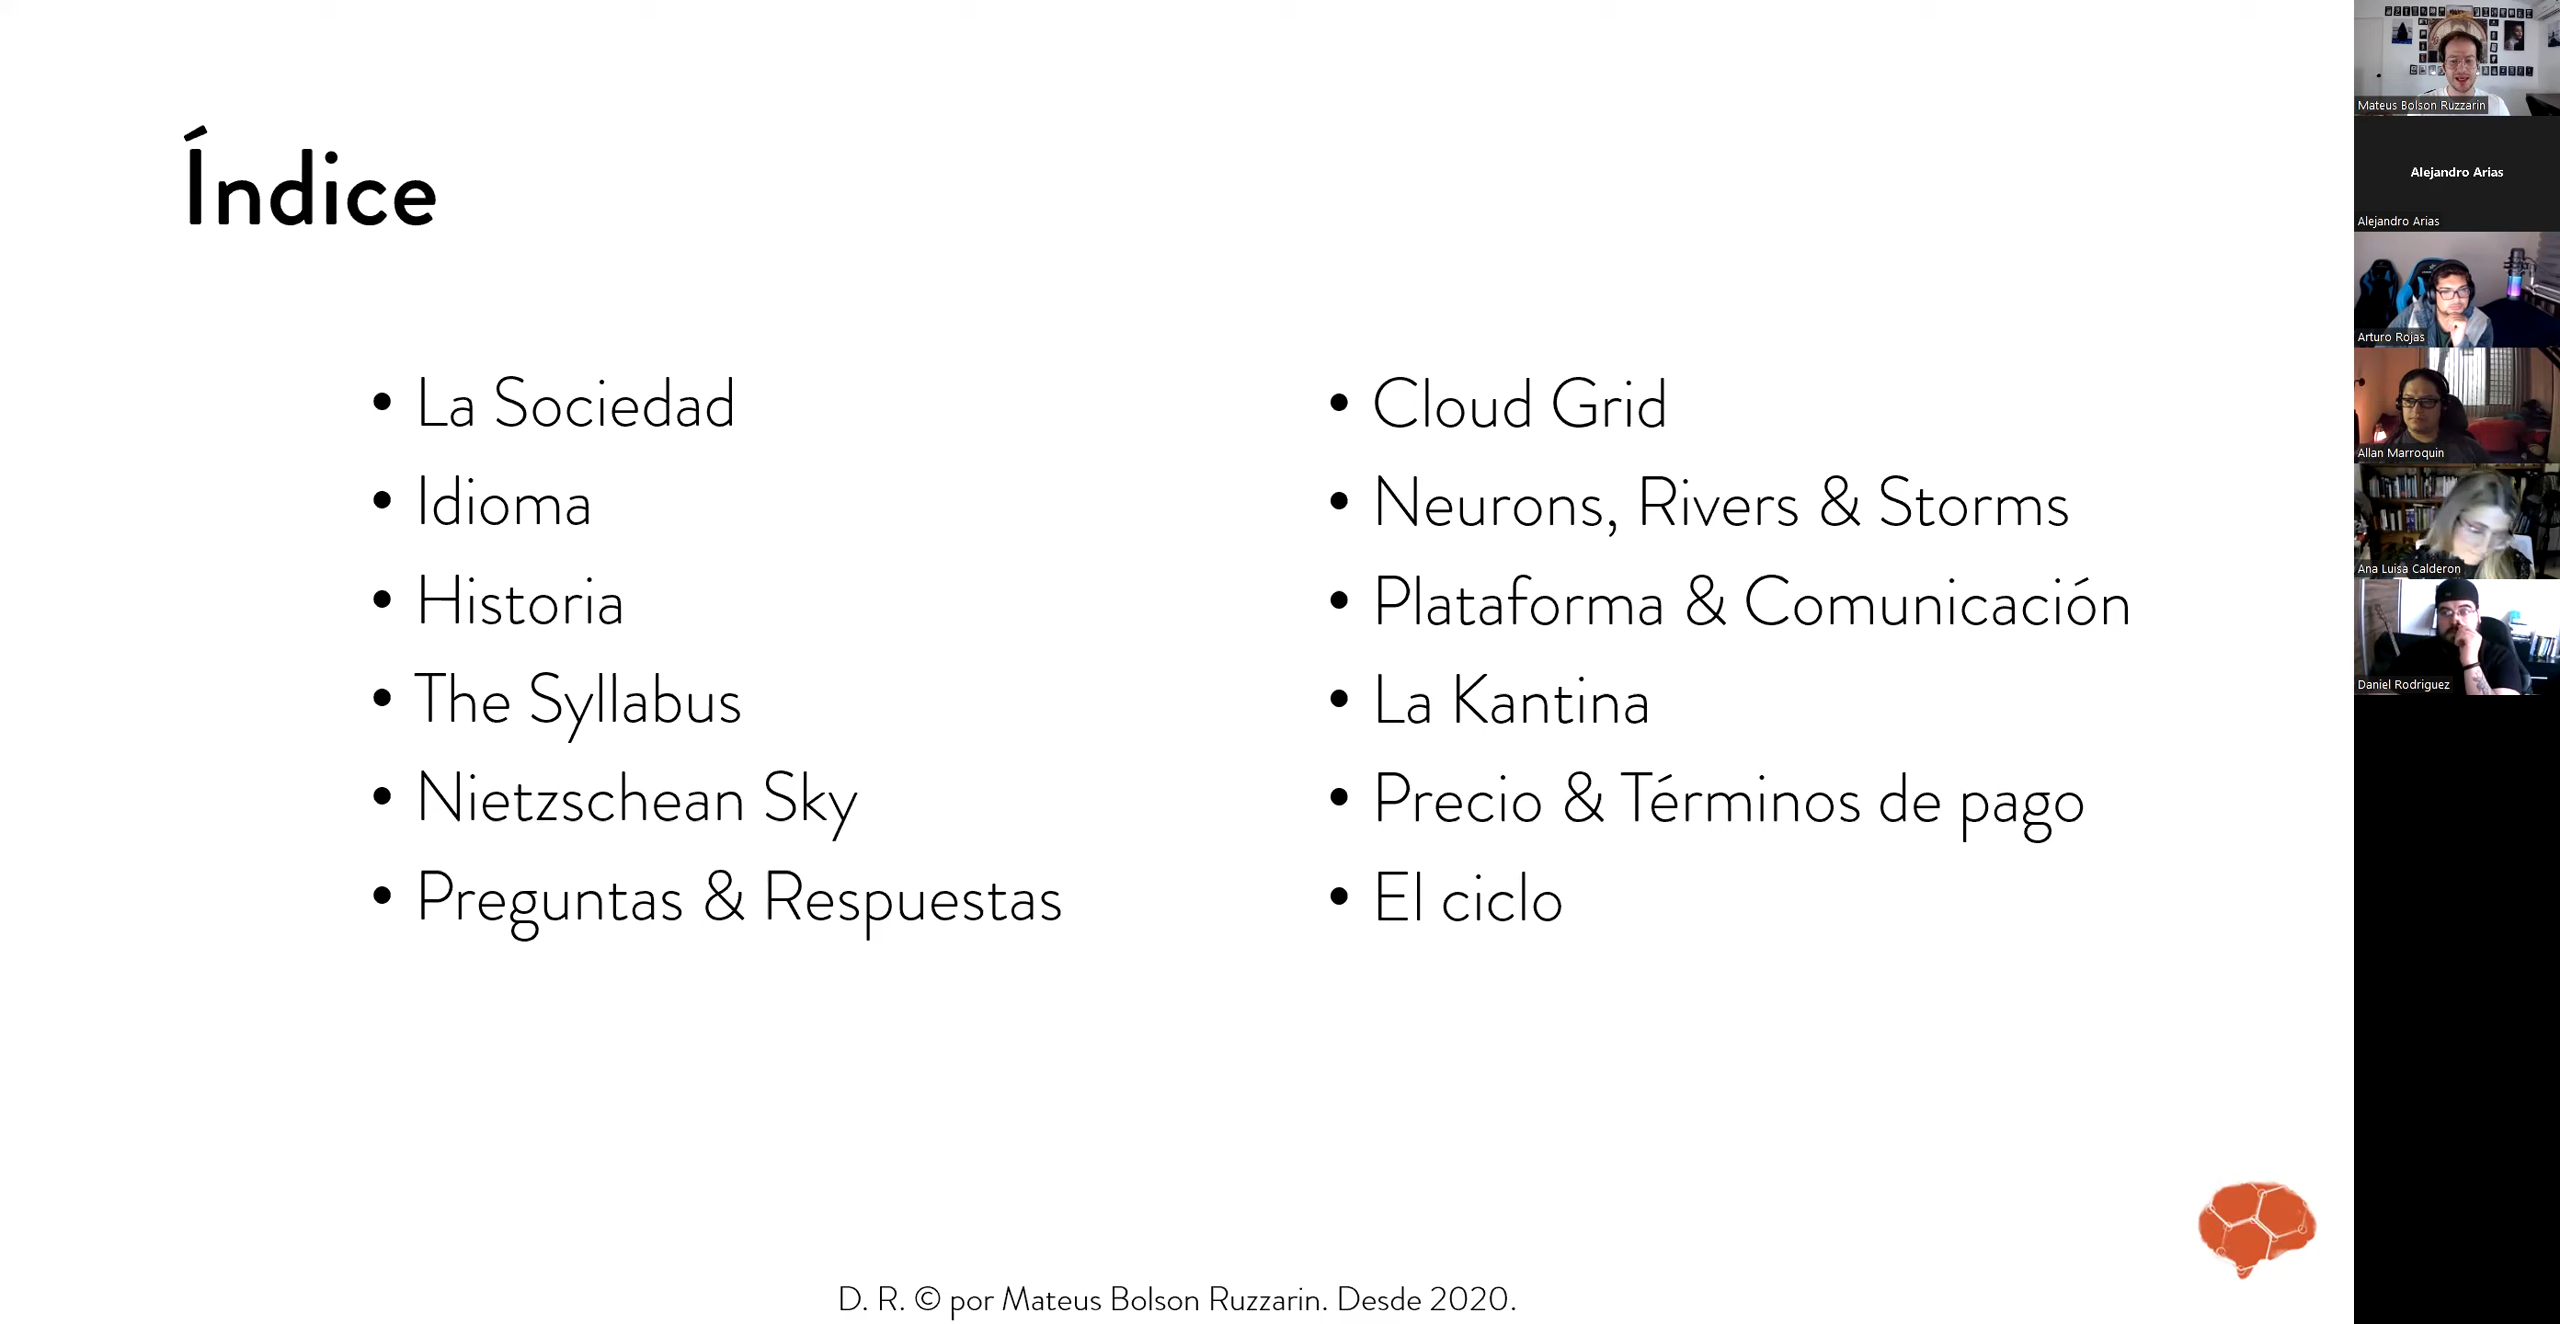 Índice
• La Sociedad
• Idioma
• Historia
• The Syllabus
• Nietzschean Sky
• Preguntas & Respuestas
• Cloud Grid
• Neurons, Rivers & Storms
• Plataforma & Comunicación
• La Kantina
• Precio & Términos de pago
• El ciclo
D. R. © por Mateus Bolson Ruzzarin. Desde 2020.
Mateus Bolson Ruzzarin
Alejandro Arias
Alejandro Arias
Arturo Rojas
Allan Marroquin
Ana Luisa Calderon
Daniel Rodriguez